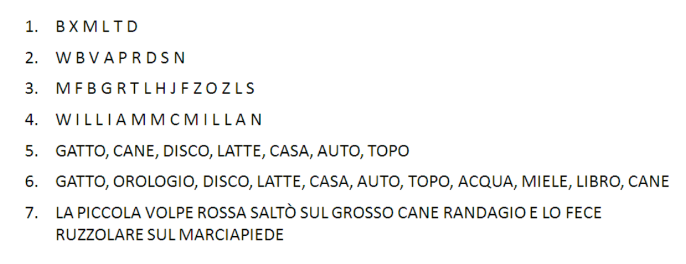 1. B X M L T D
2. W B V A P R D S N
3. M F B G R T L H J F Z O Z L S
4. W I L L I A M M C M I L L A N
5. GATTO, CANE, DISCO, LATTE, CASA, AUTO, TOPO
6. GATTO, OROLOGIO, DISCO, LATTE, CASA, AUTO, TOPO, ACQUA, MIELE, LIBRO, CANE
7. LA PICCOLA VOLPE ROSSA SALTÒ SUL GROSSO CANE RANDAGIO E LO FECE
RUZZOLARE SUL MARCIAPIEDE